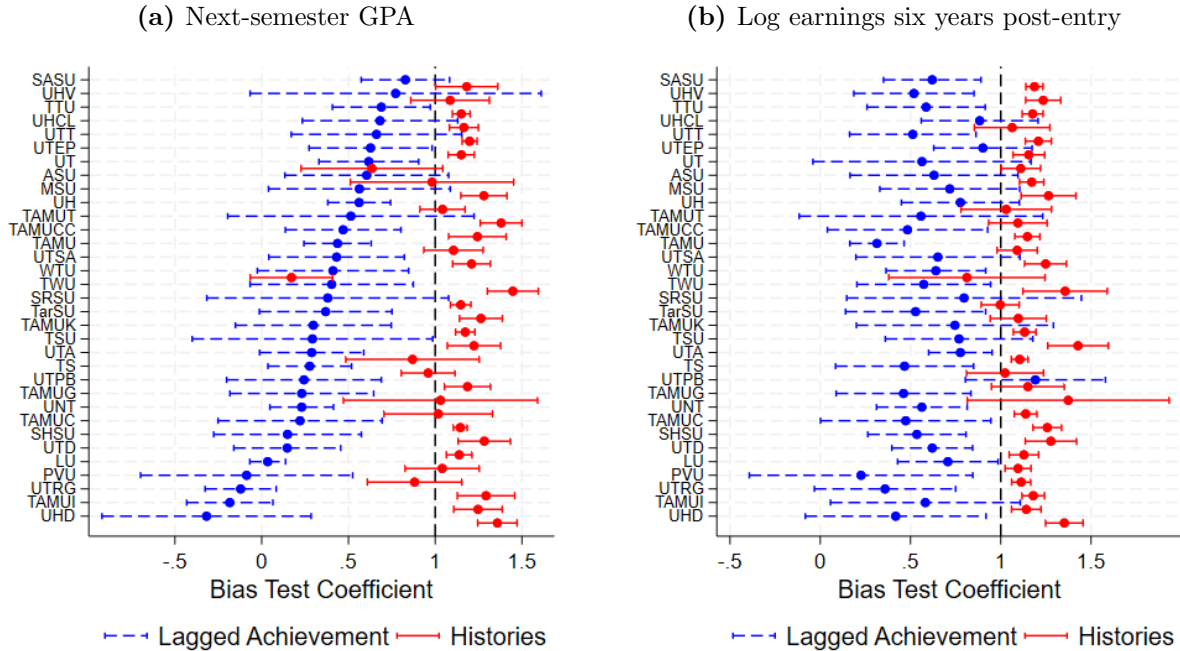 (a) Next-semester GPA
SASU
UHV
TTU
UHCL
UTT
UTEP
UT
ASU
MSU
UH
TAMUT
TAMUCC
TAMU
UTSA
WTU
TWU
SRSU
TarSU
TAMUK
TSU
UTA
TS
UTPB
TAMUG
UNT
TAMUC
SHSU
UTD
LU
PVU
UTRG
TAMUI
UHD
-.5 0 .5 1 1.5
Bias Test Coefficient
Lagged Achievement Histories
(b) Log earnings six years post-entry
SASU
UHV
TTU
UHCL
UTT
UTEP
UT
ASU
MSU
UH
TAMUT
TAMUCC
TAMU
UTSA
WTU
TWU
SRSU
TarSU
TAMUK
TSU
UTA
TS
UTPB
TAMUG
UNT
TAMUC
SHSU
UTD
LU
PVU
UTRG
TAMUI
UHD
-.5 0 .5 1 1.5
Bias Test Coefficient
Lagged Achievement Histories